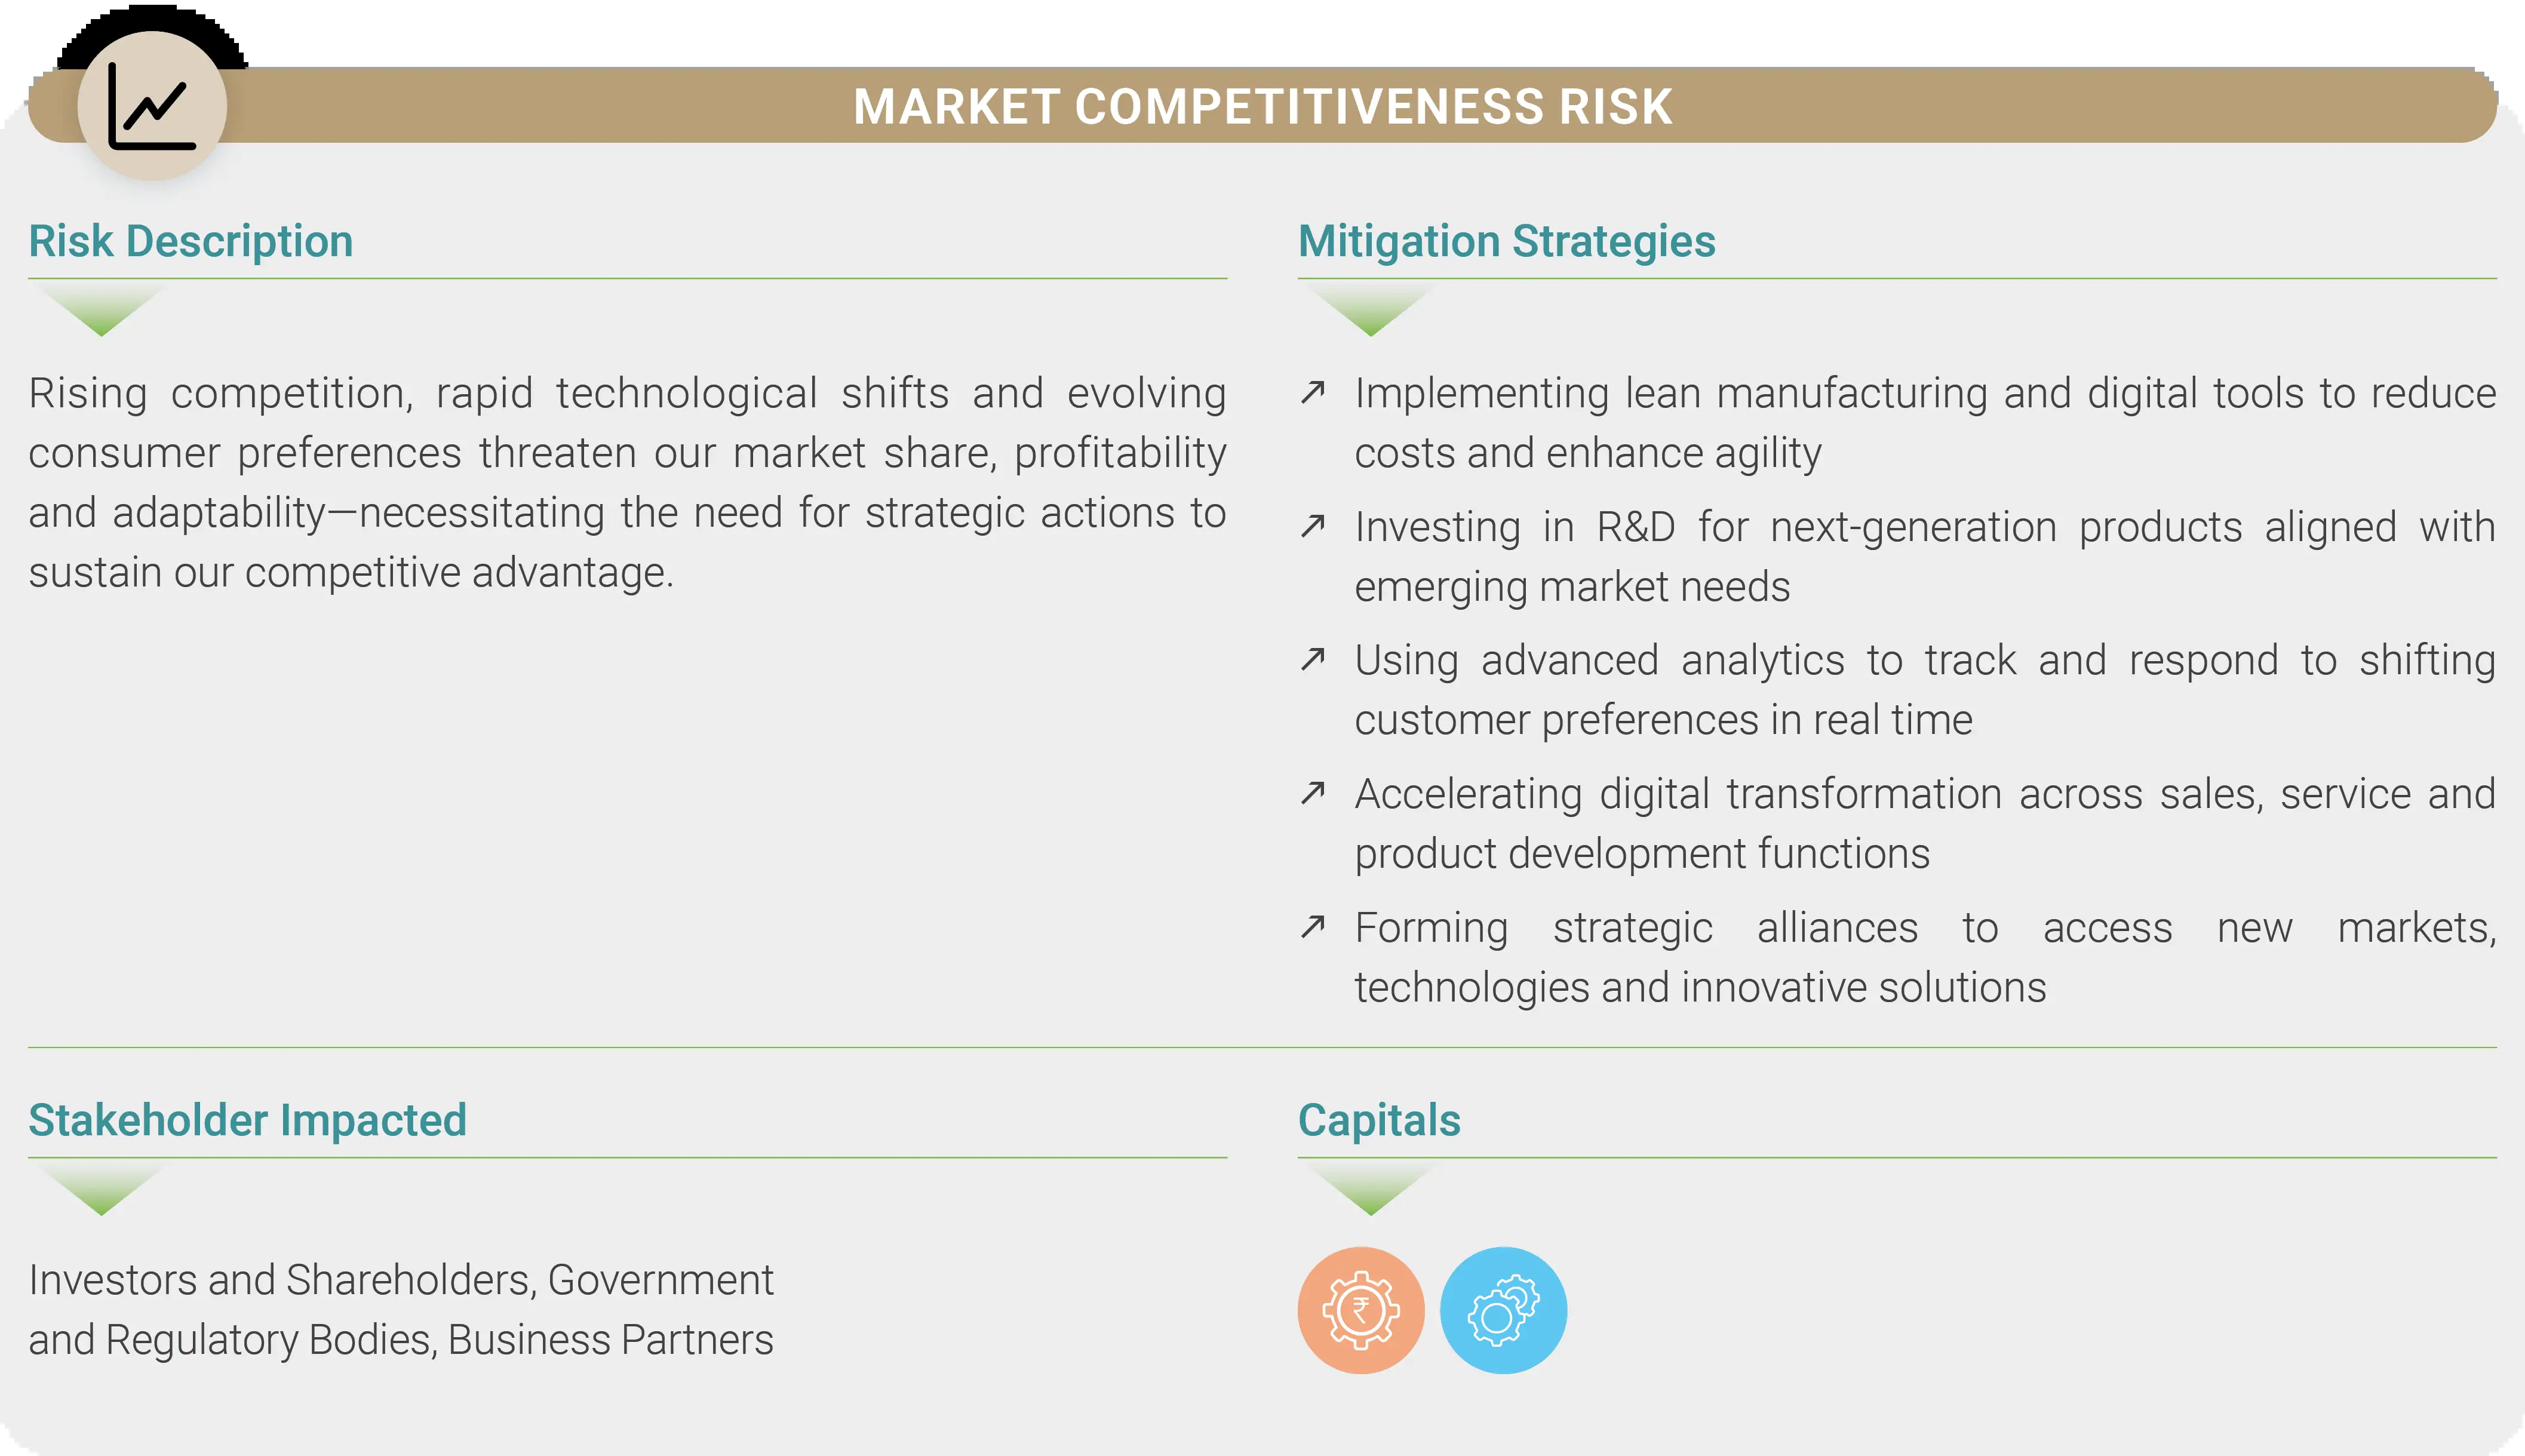 MARKET COMPETITIVENESS RISK
Risk Description
Rising competition, rapid technological shifts and evolving
consumer preferences threaten our market share, profitability
and adaptability—necessitating the need for strategic actions to
sustain our competitive advantage.
Mitigation Strategies
Implementing lean manufacturing and digital tools to reduce
costs and enhance agility
Investing in R&D for next-generation products aligned with
emerging market needs
Using advanced analytics to track and respond to shifting
customer preferences in real time
Accelerating digital transformation across sales, service and
product development functions
Forming strategic alliances to access new markets,
technologies and innovative solutions
Stakeholder Impacted
Investors and Shareholders, Government
and Regulatory Bodies, Business Partners
Capitals
₹